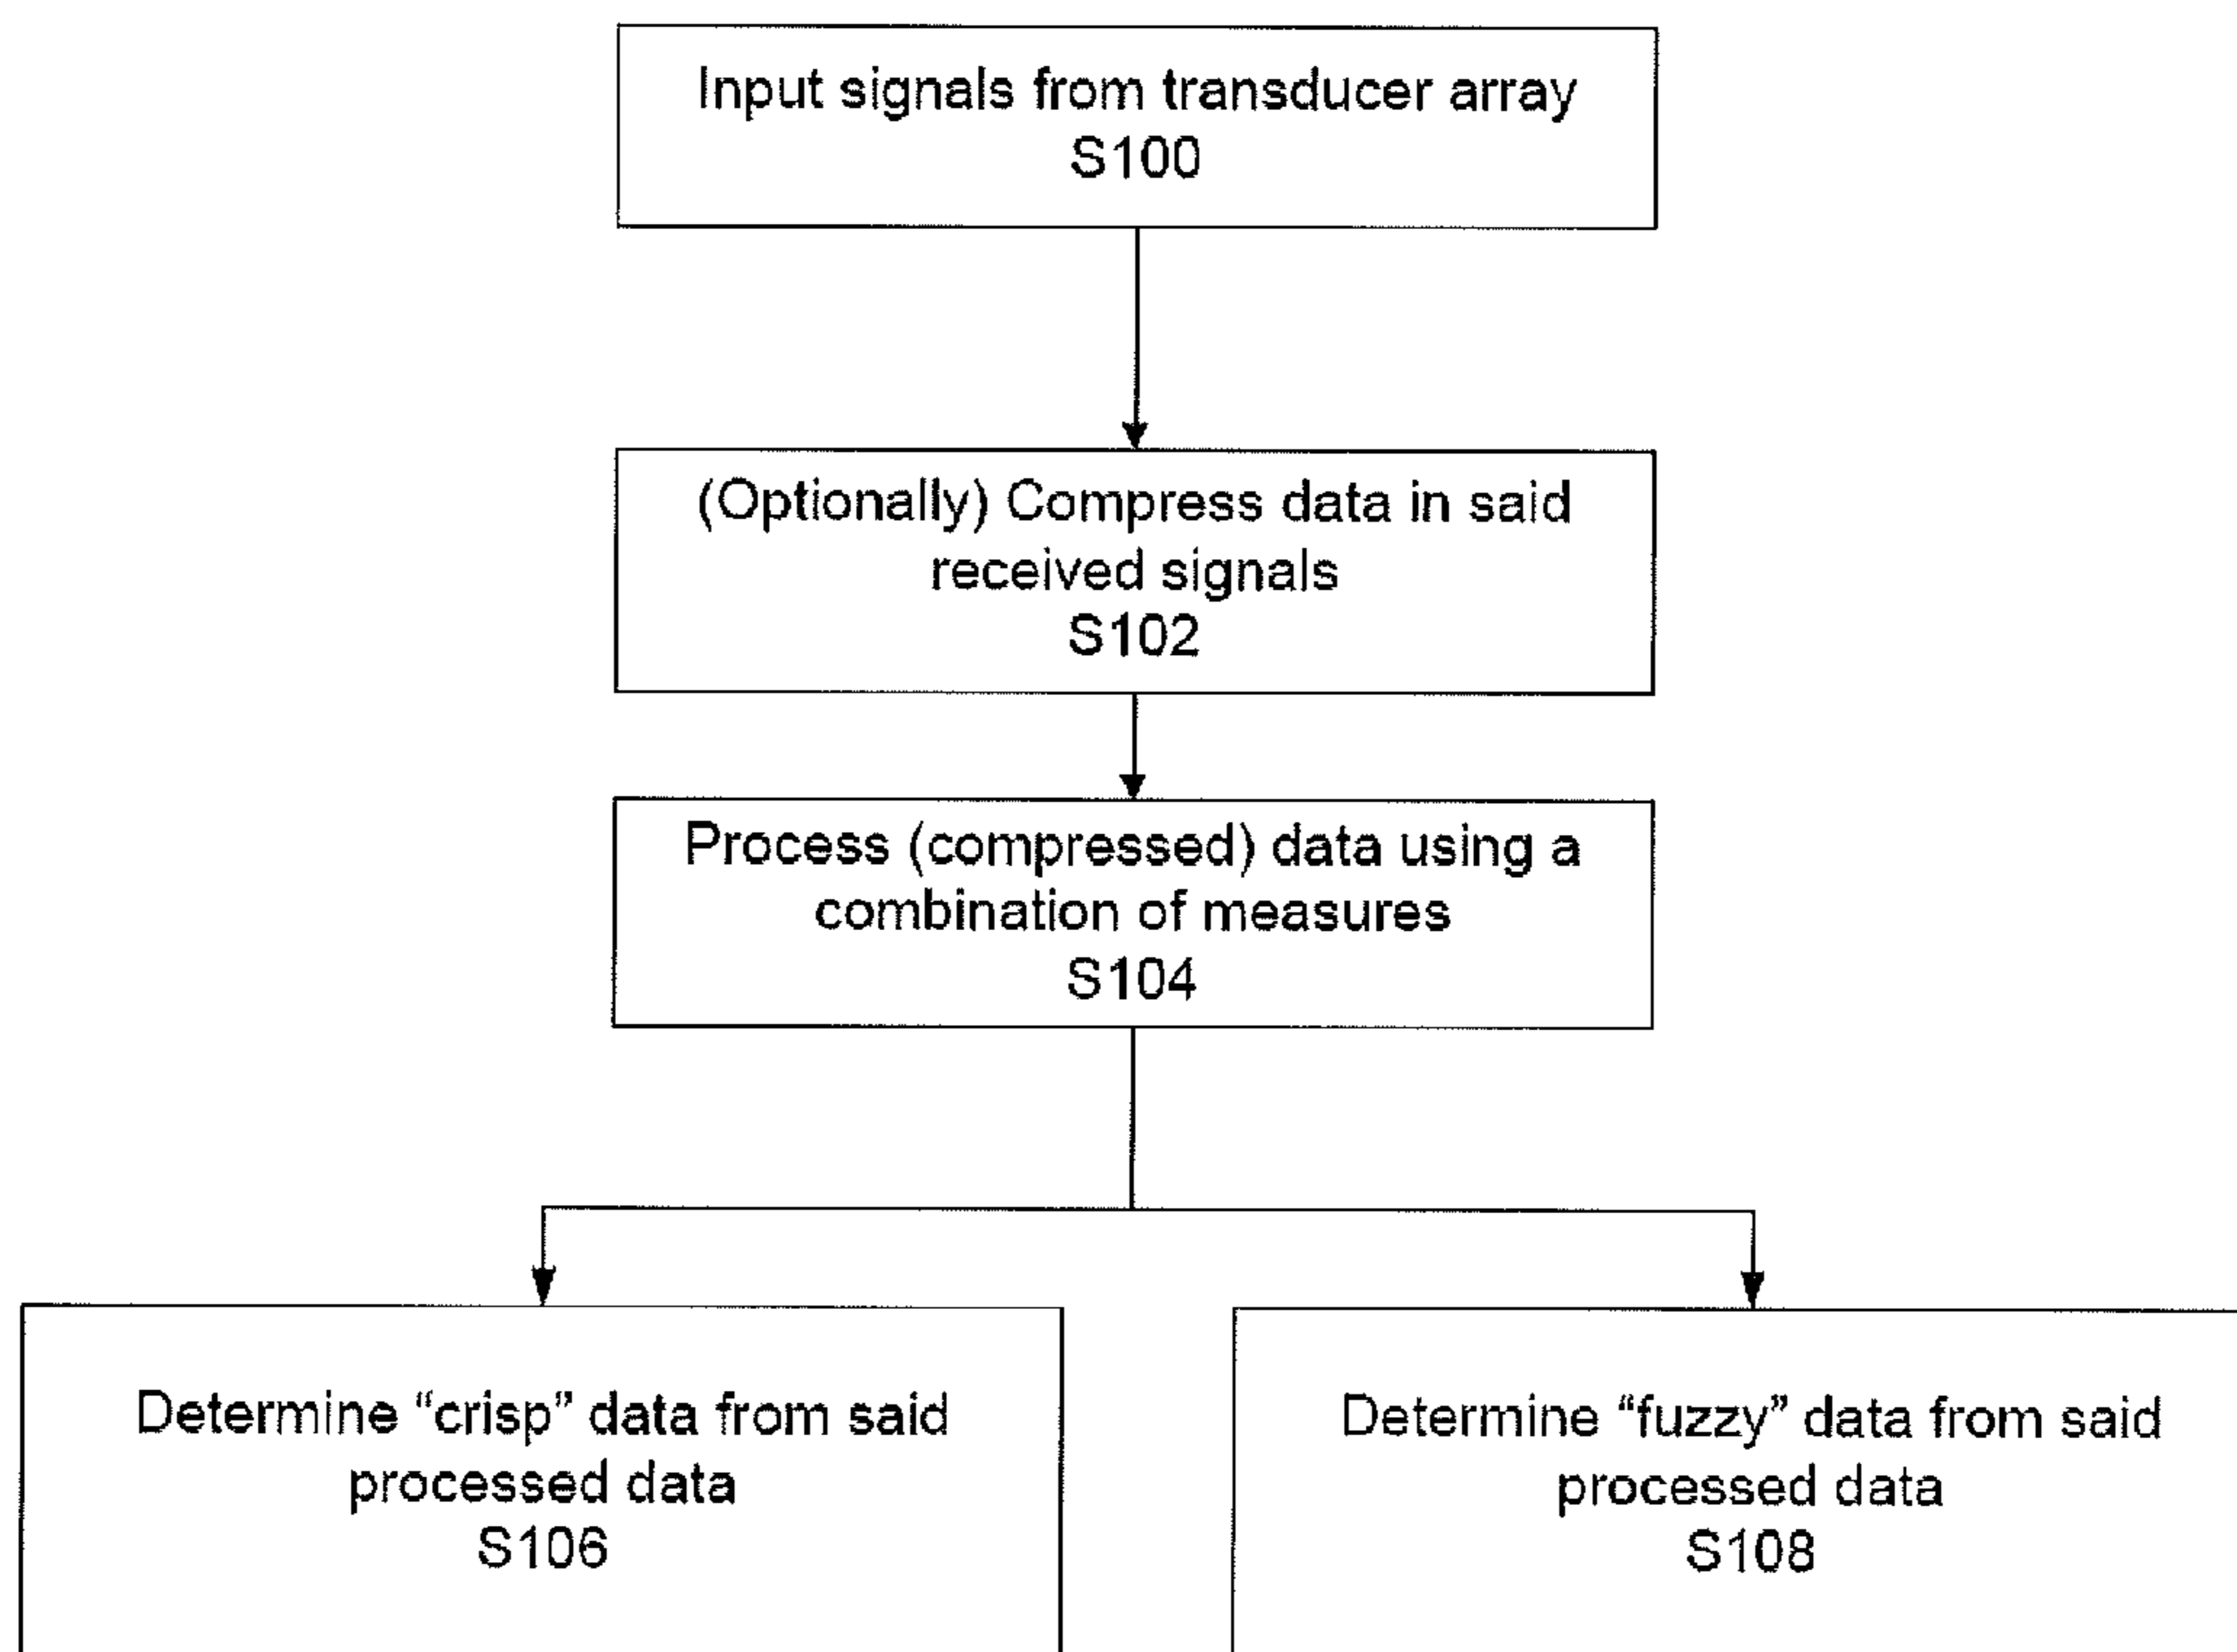 Input signals from transducer array
S100
(Optionally) Compress data in said
received signals
S102
Process (compressed) data using a
combination of measures
S104
Determine “crisp” data from said
processed data
S106
Determine “fuzzy” data from said
processed data
S108